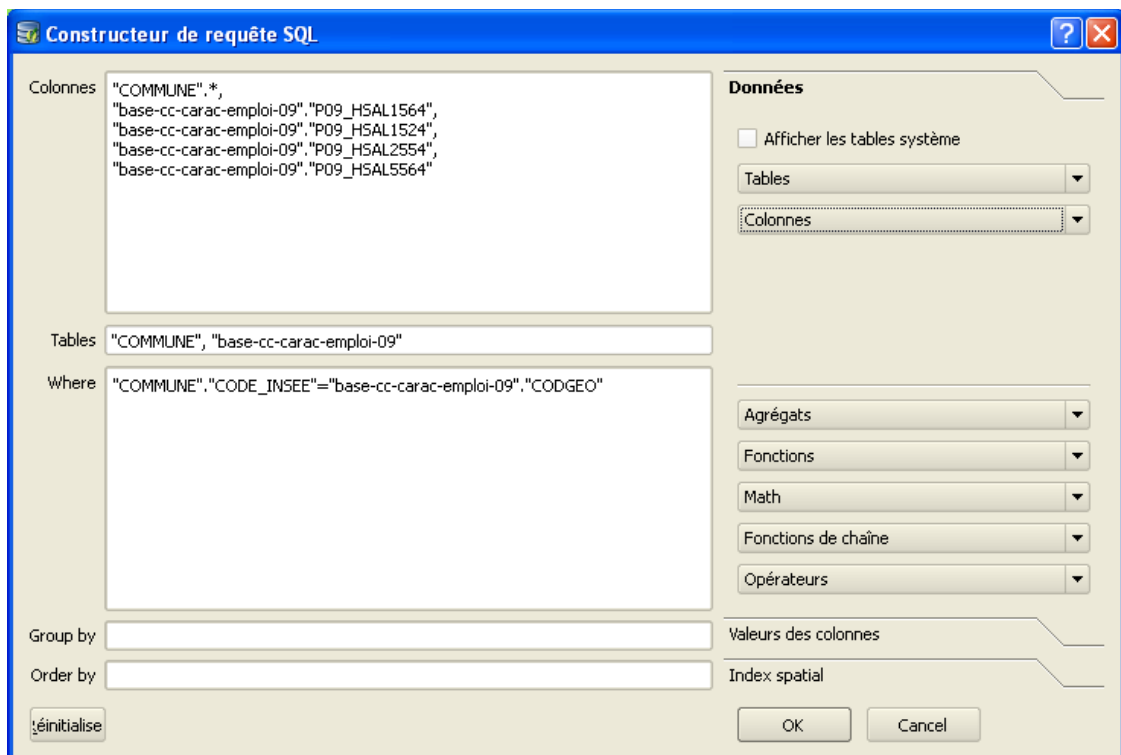 Constructeur de requête SQL
Colonnes
"COMMUNE".*,
"base-cc-carac-emploi-09"."P09_HSAL1564",
"base-cc-carac-emploi-09"."P09_HSAL1524",
"base-cc-carac-emploi-09"."P09_HSAL2554",
"base-cc-carac-emploi-09"."P09_HSAL5564"
Tables
"COMMUNE", "base-cc-carac-emploi-09"
Where
"COMMUNE"."CODE_INSEE"="base-cc-carac-emploi-09"."CODGEO"
Group by
Order by
éinitialise
Données
Afficher les tables système
Tables
Colonnes
Agrégats
Fonctions
Math
Fonctions de chaîne
Opérateurs
Valeurs des colonnes
Index spatial
OK
Cancel